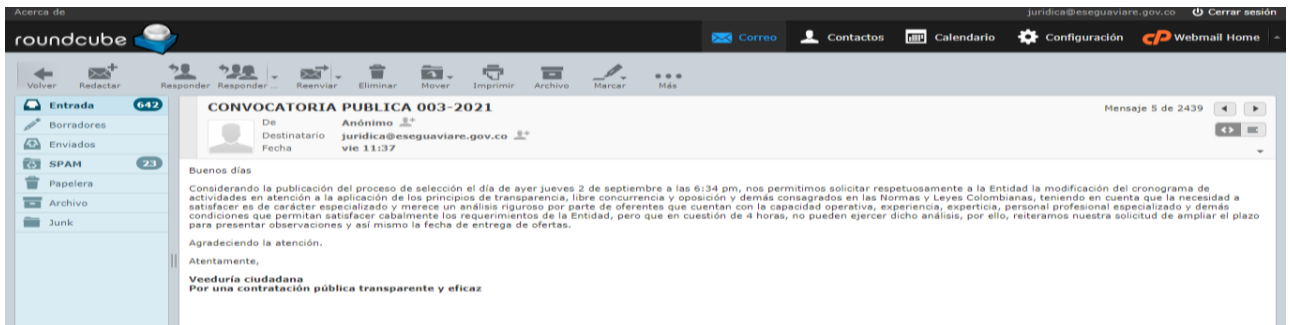 Acerca de
juridica@eseguaviare.gov.co Cerrar sesión
roundcube
Correo Contactos Calendario Configuración cP Webmail Home
Volver Redactar Responder Responder ... Reenviar Eliminar Mover Imprimir Archivo Marcar Más
Entrada 642
Borradores
Enviados
SPAM 23
Papelera
Archivo
Junk
CONVOCATORIA PUBLICA 003-2021
Mensaje 5 de 2439
De Anónimo
Destinatario juridica@eseguaviare.gov.co
Fecha vie 11:37
Buenos días
Considerando la publicación del proceso de selección el día de ayer jueves 2 de septiembre a las 6:34 pm, nos permitimos solicitar respetuosamente a la Entidad la modificación del cronograma de
actividades en atención a la aplicación de los principios de transparencia, libre concurrencia y oposición y demás consagrados en las Normas y Leyes Colombianas, teniendo en cuenta que la necesidad a
satisfacer es de carácter especializado y merece un análisis riguroso por parte de oferentes que cuentan con la capacidad operativa, experiencia, experticia, personal profesional especializado y demás
condiciones que permitan satisfacer cabalmente los requerimientos de la Entidad, pero que en cuestión de 4 horas, no pueden ejercer dicho análisis, por ello, reiteramos nuestra solicitud de ampliar el plazo
para presentar observaciones y así mismo la fecha de entrega de ofertas.
Agradeciendo la atención.
Atentamente,
Veeduría ciudadana
Por una contratación pública transparente y eficaz